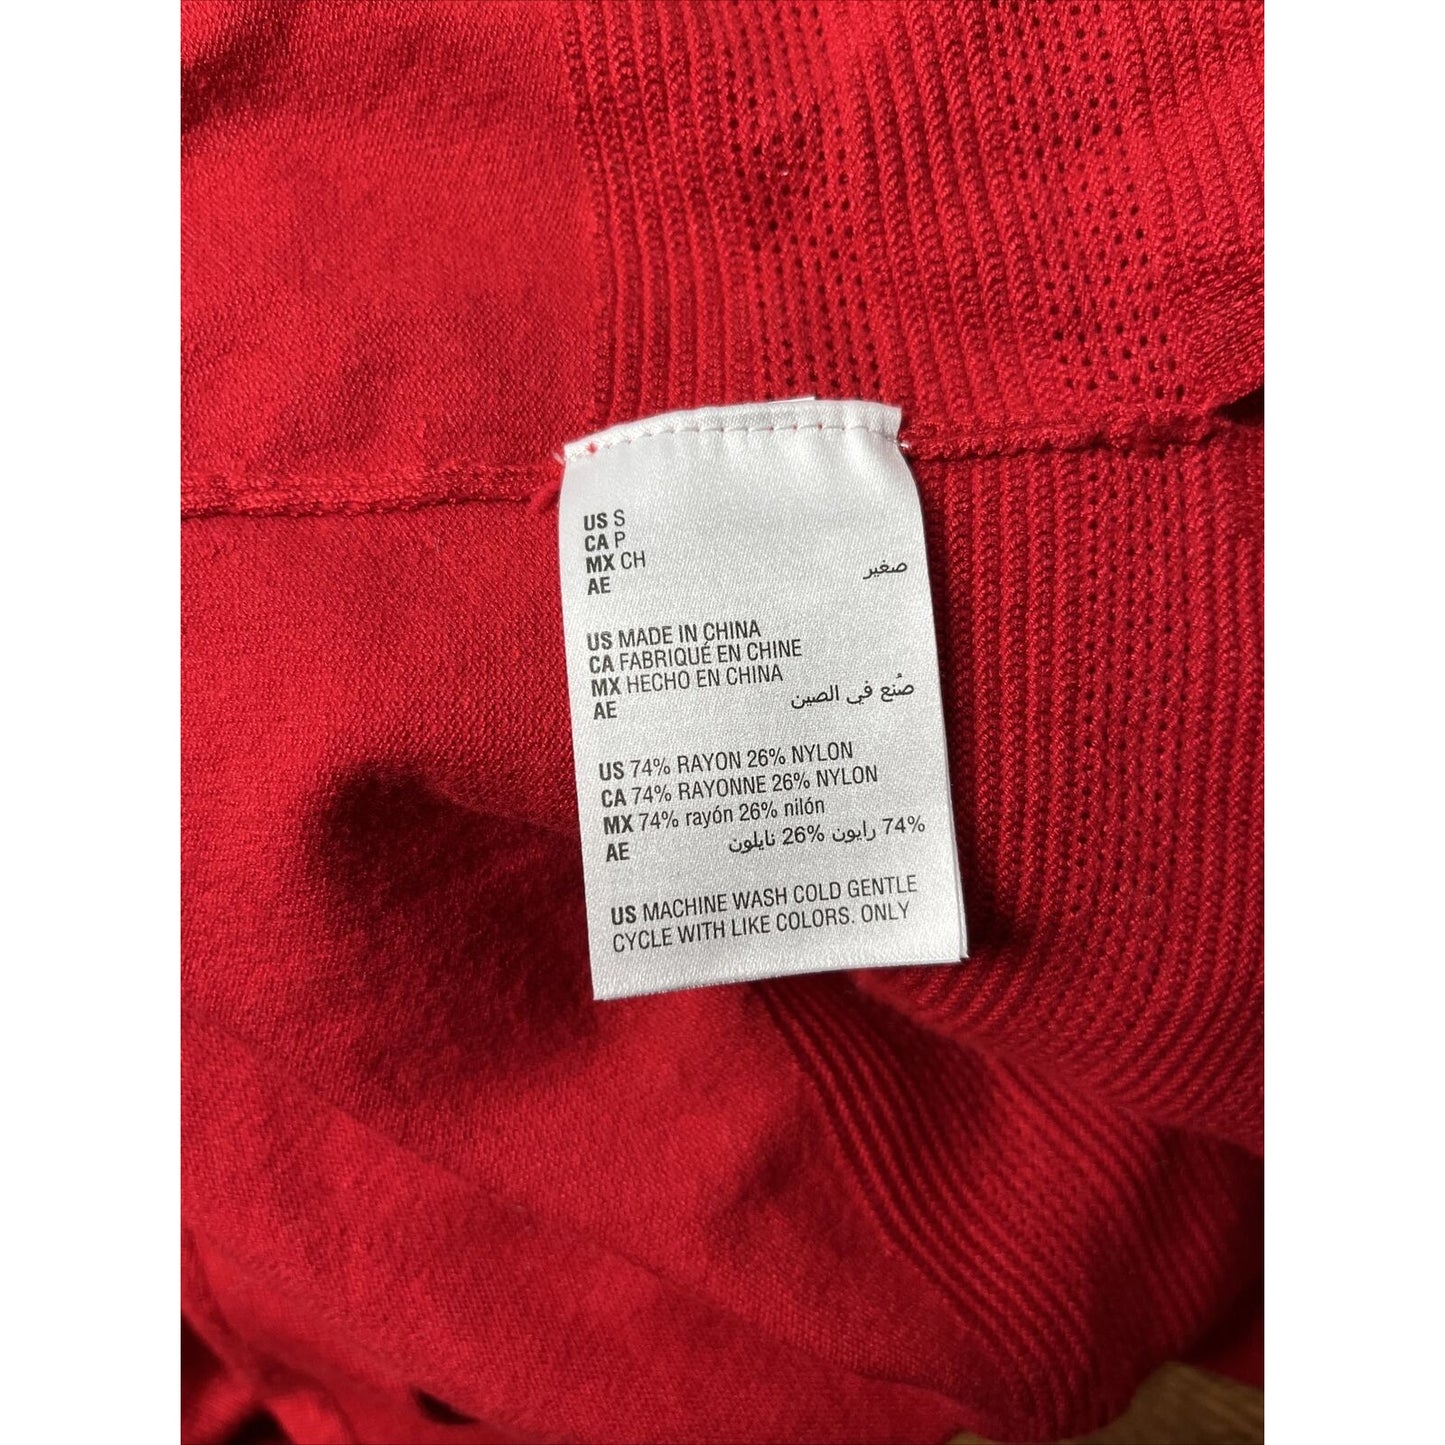 US S
CA P
MX CH
AE صغير
US MADE IN CHINA
CA FABRIQUÉ EN CHINE
MX HECHO EN CHINA
AE صُنع في الصين
US 74% RAYON 26% NYLON
CA 74% RAYONNE 26% NYLON
MX 74% rayón 26% nilón
AE 74% رايون 26% نايلون
US MACHINE WASH COLD GENTLE
CYCLE WITH LIKE COLORS. ONLY